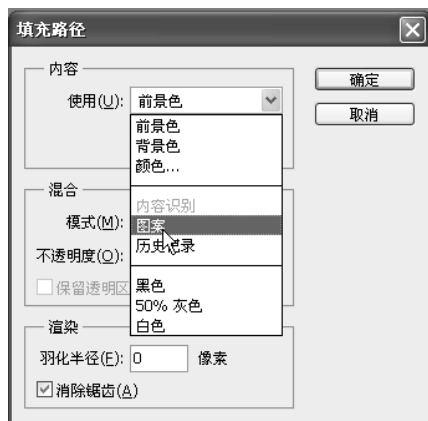 填充路径
内容
使用(U): 前景色
确定
取消
前景色
背景色
颜色...
内容识别
图案
历史记录
黑色
50% 灰色
白色
混合
模式(M):
不透明度(O):
保留透明区
渲染
羽化半径(F): 0 像素
消除锯齿(A)